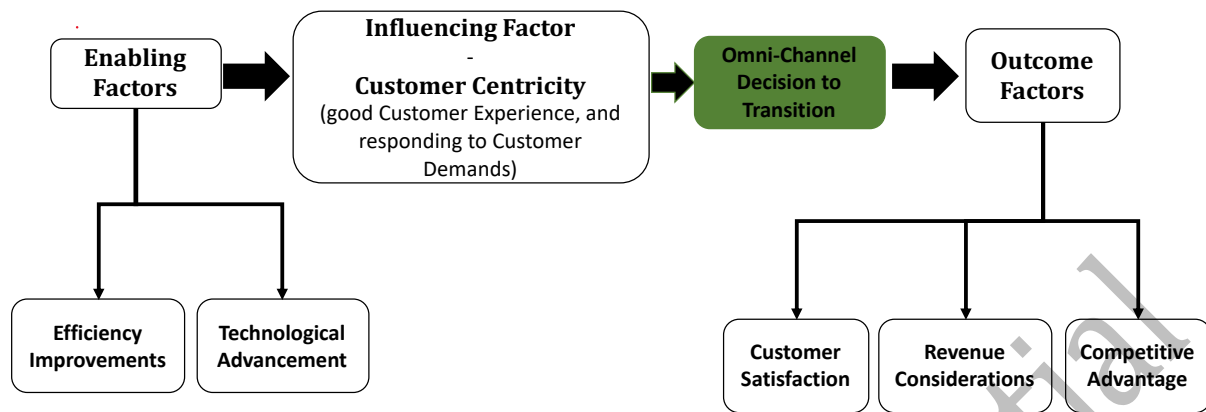 Enabling
Factors
Influencing Factor
-
Customer Centricity
(good Customer Experience, and
responding to Customer
Demands)
Omni-Channel
Decision to
Transition
Outcome
Factors
Efficiency
Improvements
Technological
Advancement
Customer
Satisfaction
Revenue
Considerations
Competitive
Advantage
tial